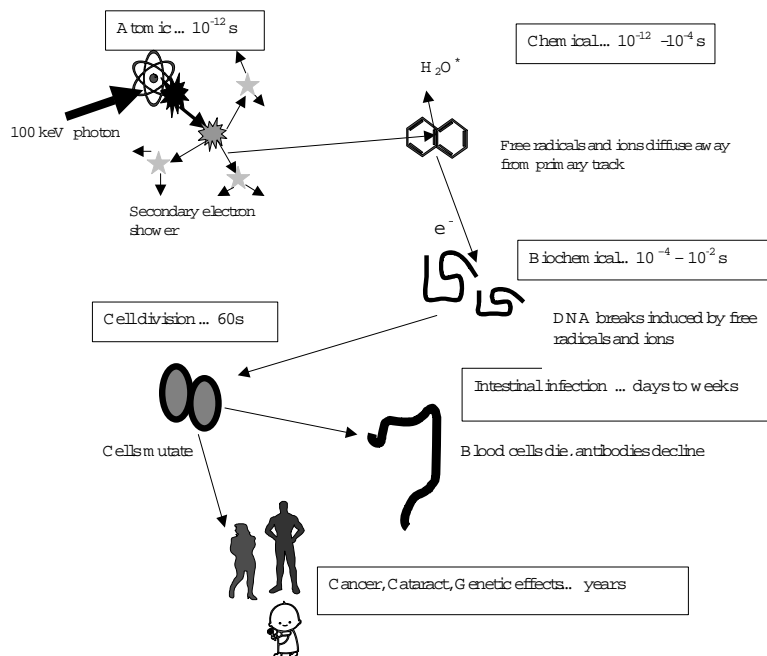 Atomic... 10⁻¹² s
Chemical... 10⁻¹² -10⁻⁴ s
H₂O*
100 keV photon
Free radicals and ions diffuse away
from primary track
Secondary electron
shower
e⁻
Biochemical... 10⁻⁴ – 10⁻² s
Cell division ... 60s
DNA breaks induced by free
radicals and ions
Intestinal infection ... days to weeks
Cells mutate
Blood cells die. antibodies decline
Cancer, Cataract, Genetic effects... years